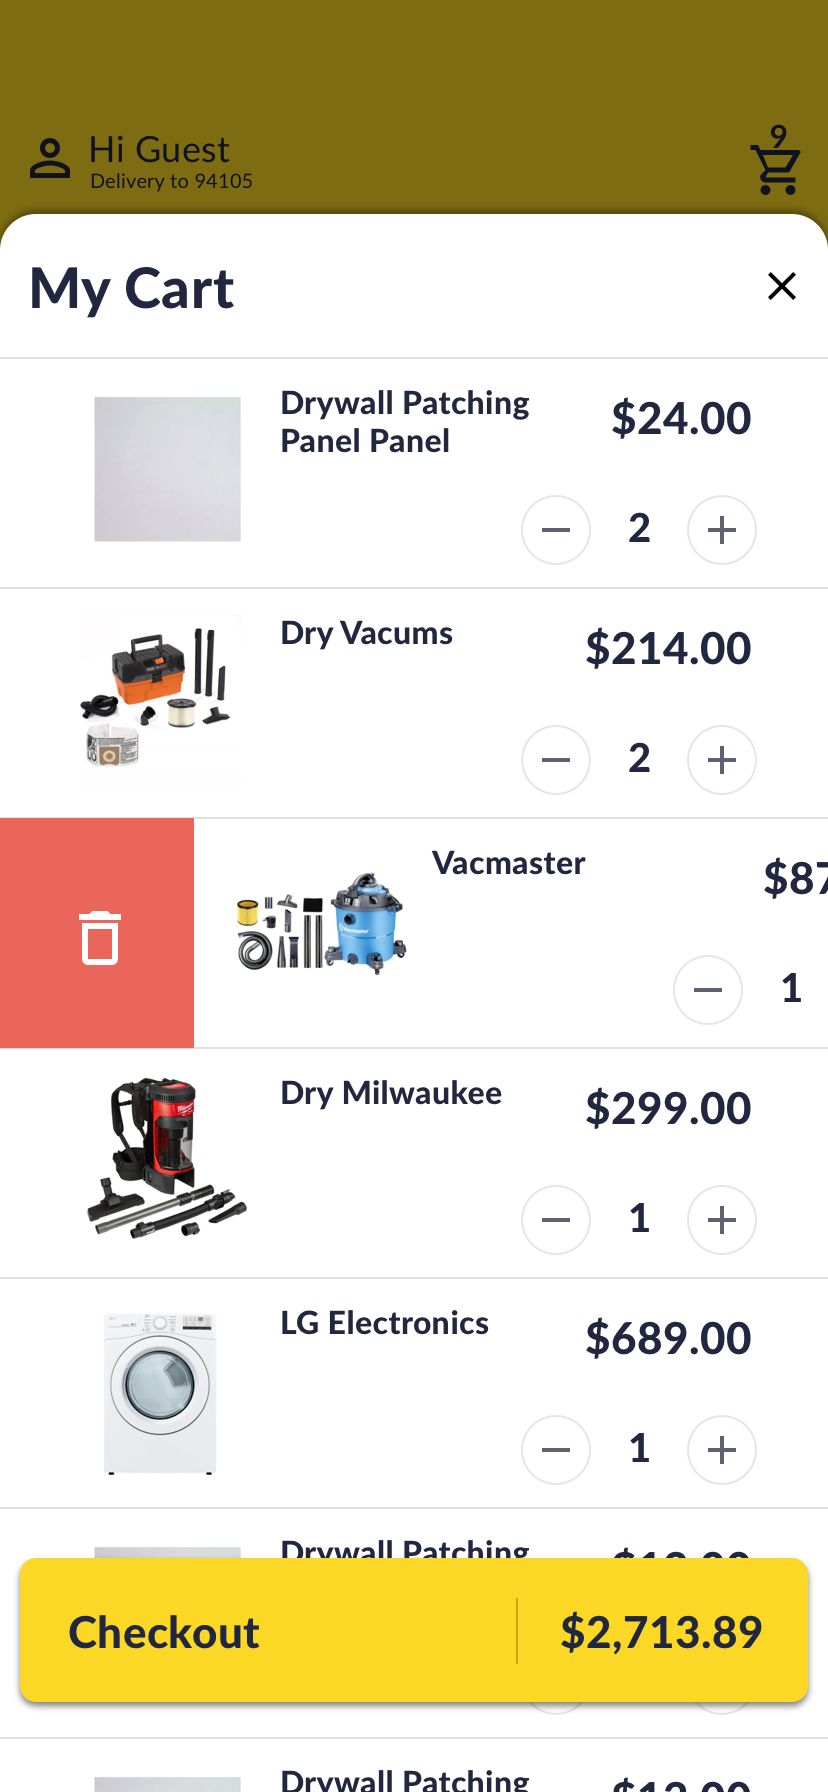 Hi Guest
Delivery to 94105
9
My Cart
Drywall Patching
Panel Panel
$24.00
2
Dry Vacums
$214.00
2
Vacmaster
$87
1
Dry Milwaukee
$299.00
1
LG Electronics
$689.00
1
Drywall Patching
Checkout
$2,713.89
Drywall Patching